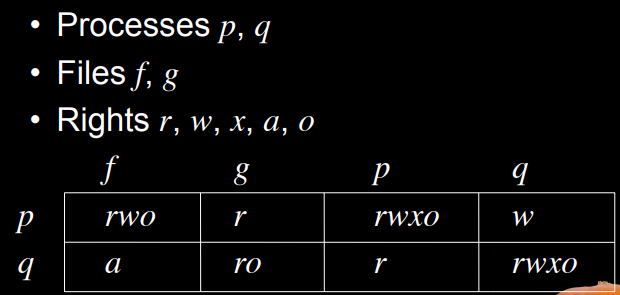 • Processes p, q
• Files f, g
• Rights r, w, x, a, o
f g p q
p rwo r rwxo w
q a ro r rwxo